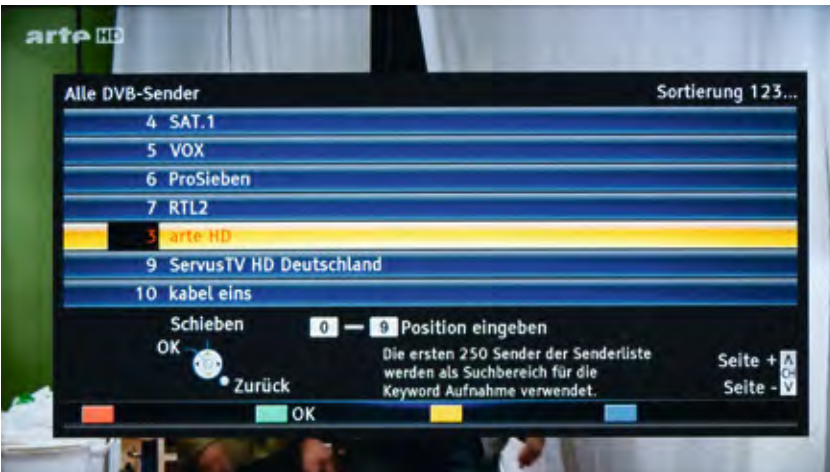 arte HD
Alle DVB-Sender Sortierung 123...
4 SAT.1
5 VOX
6 ProSieben
7 RTL2
3 arte HD
9 ServusTV HD Deutschland
10 kabel eins
Schieben
0 — 9 Position eingeben
OK
Zurück
Die ersten 250 Sender der Senderliste
werden als Suchbereich für die
Keyword Aufnahme verwendet.
Seite + ∧
CH
Seite - ∨
OK